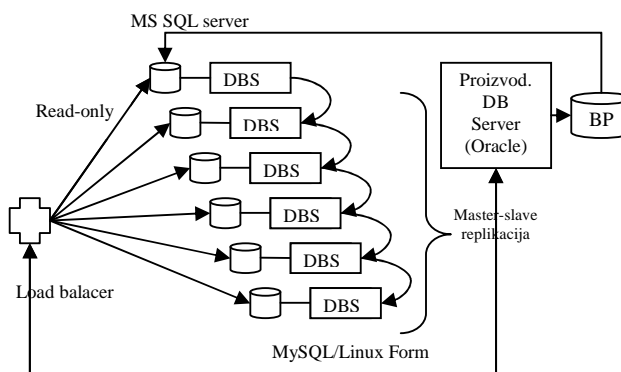 MS SQL server
DBS
Read-only
DBS
DBS
DBS
DBS
DBS
Load balacer
MySQL/Linux Form
Master-slave
replikacija
Proizvod.
DB
Server
(Oracle)
BP